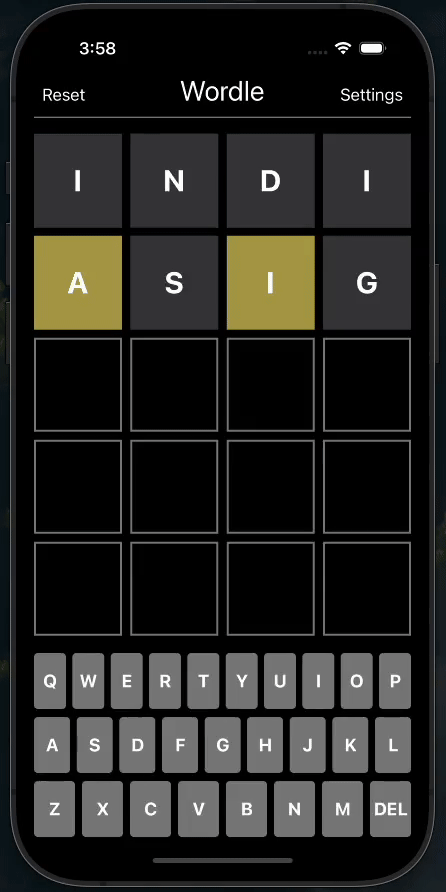 3:58
Reset Wordle Settings
I N D I
A S I G
Q W E R T Y U I O P
A S D F G H J K L
Z X C V B N M DEL